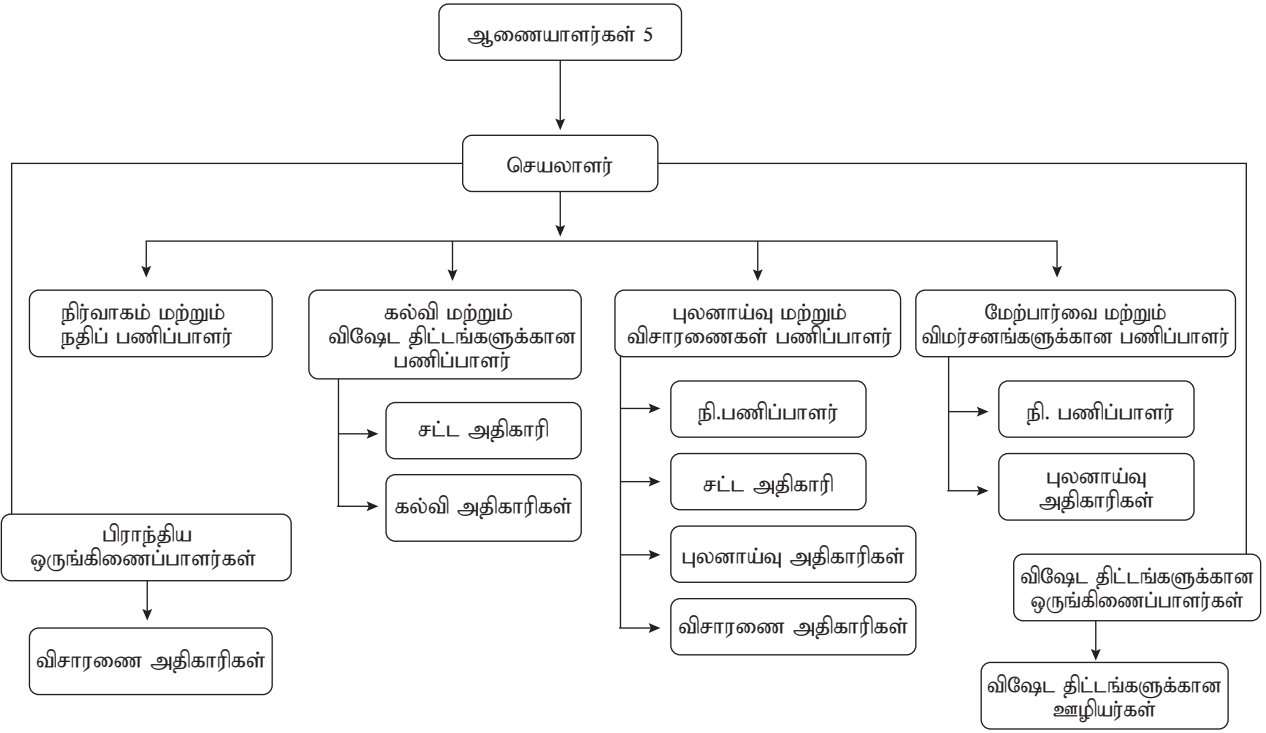 ஆணையாளர்கள் 5
செயலாளர்
நிர்வாகம் மற்றும்
நதிப் பணிப்பாளர்
கல்வி மற்றும்
விஷேட திட்டங்களுக்கான
பணிப்பாளர்
சட்ட அதிகாரி
கல்வி அதிகாரிகள்
புலனாய்வு மற்றும்
விசாரணைகள் பணிப்பாளர்
நி.பணிப்பாளர்
சட்ட அதிகாரி
புலனாய்வு அதிகாரிகள்
விசாரணை அதிகாரிகள்
மேற்பார்வை மற்றும்
விமர்சனங்களுக்கான பணிப்பாளர்
நி. பணிப்பாளர்
புலனாய்வு
அதிகாரிகள்
பிராந்திய
ஒருங்கிணைப்பாளர்கள்
விசாரணை அதிகாரிகள்
விஷேட திட்டங்களுக்கான
ஒருங்கிணைப்பாளர்கள்
விஷேட திட்டங்களுக்கான
ஊழியர்கள்